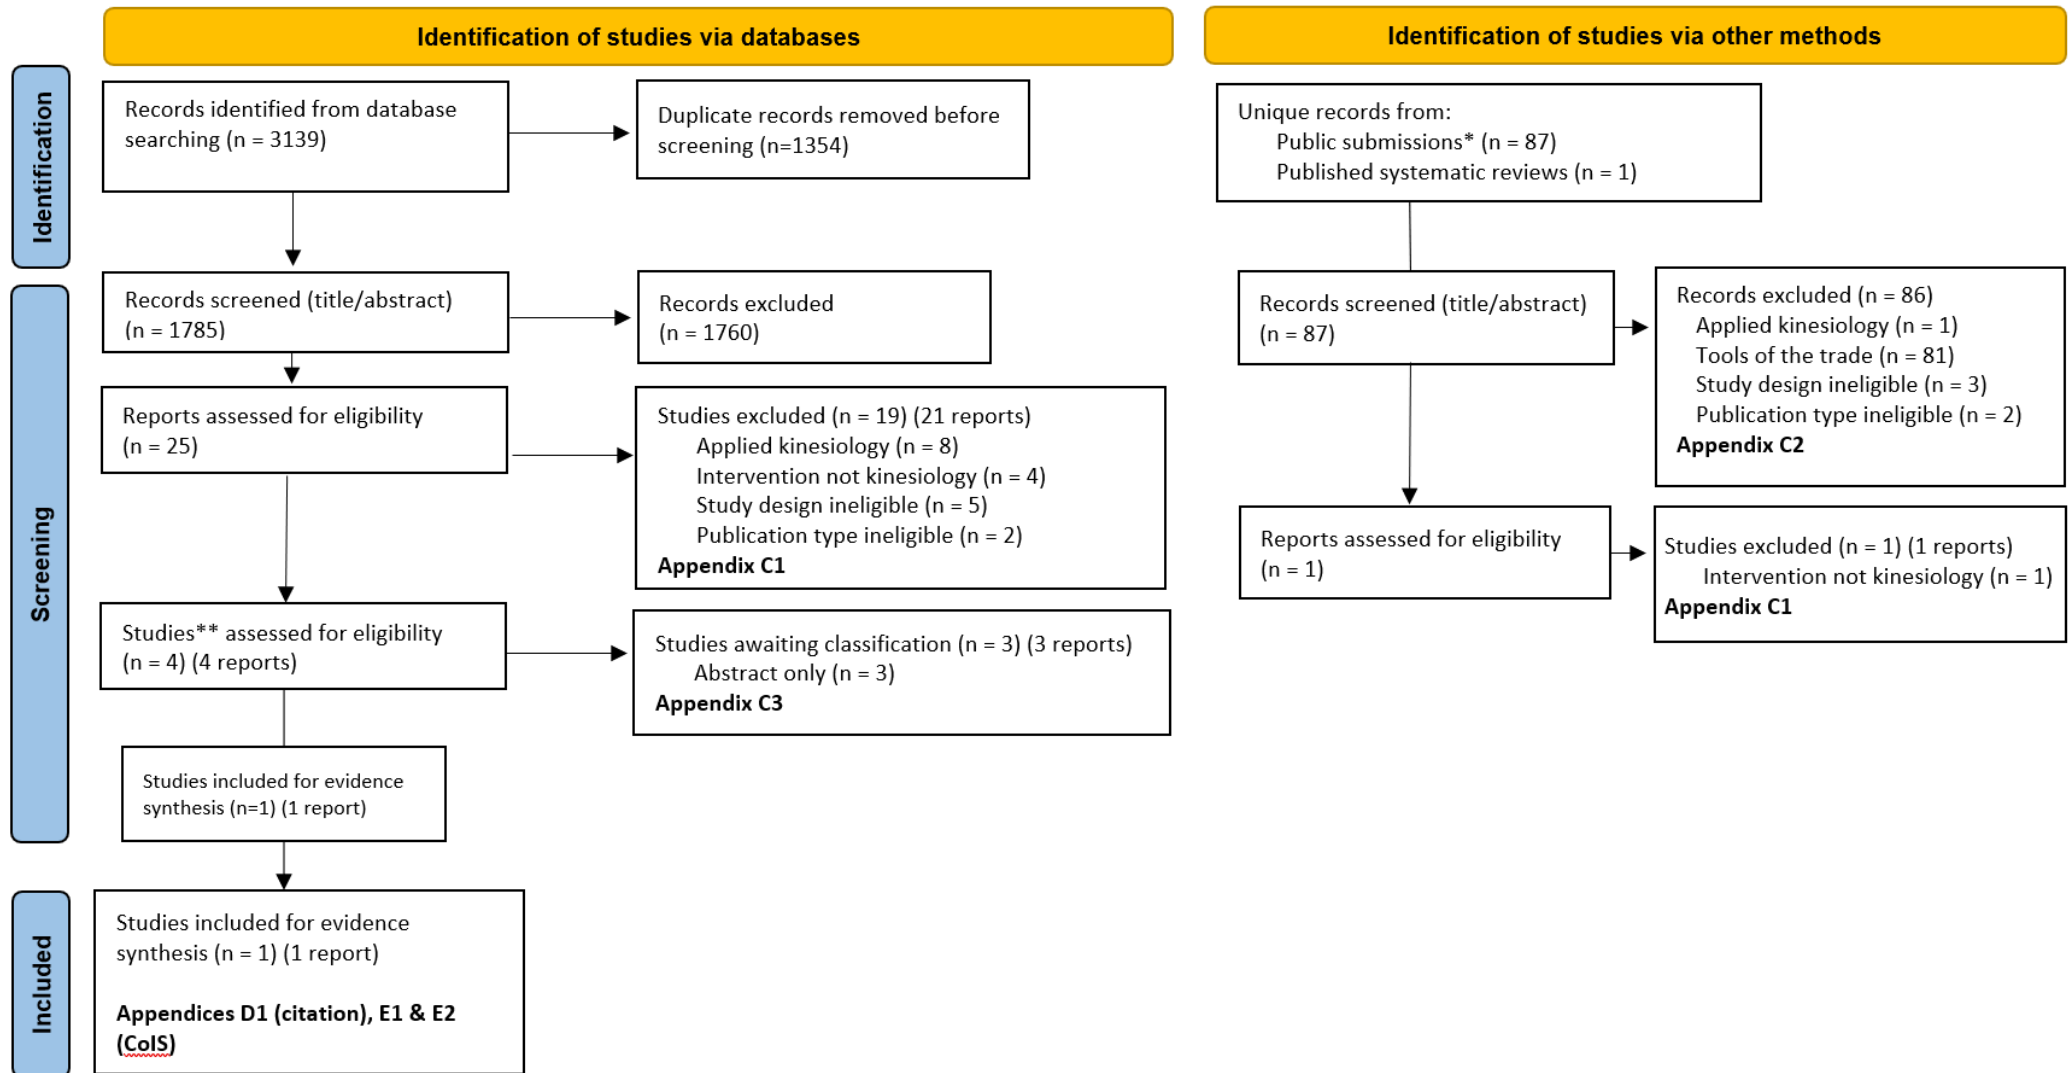 Identification of studies via databases
Identification of studies via other methods
Identification
Records identified from database
searching (n = 3139)
Duplicate records removed before
screening (n=1354)
Unique records from:
Public submissions* (n = 87)
Published systematic reviews (n = 1)
Screening
Records screened (title/abstract)
(n = 1785)
Records excluded
(n = 1760)
Records screened (title/abstract)
(n = 87)
Records excluded (n = 86)
Applied kinesiology (n = 1)
Tools of the trade (n = 81)
Study design ineligible (n = 3)
Publication type ineligible (n = 2)
Appendix C2
Reports assessed for eligibility
(n = 25)
Studies excluded (n = 19) (21 reports)
Applied kinesiology (n = 8)
Intervention not kinesiology (n = 4)
Study design ineligible (n = 5)
Publication type ineligible (n = 2)
Appendix C1
Reports assessed for eligibility
(n = 1)
Studies excluded (n = 1) (1 reports)
Intervention not kinesiology (n = 1)
Appendix C1
Studies** assessed for eligibility
(n = 4) (4 reports)
Studies awaiting classification (n = 3) (3 reports)
Abstract only (n = 3)
Appendix C3
Studies included for evidence
synthesis (n=1) (1 report)
Included
Studies included for evidence
synthesis (n = 1) (1 report)
Appendices D1 (citation), E1 & E2
(CoIS)